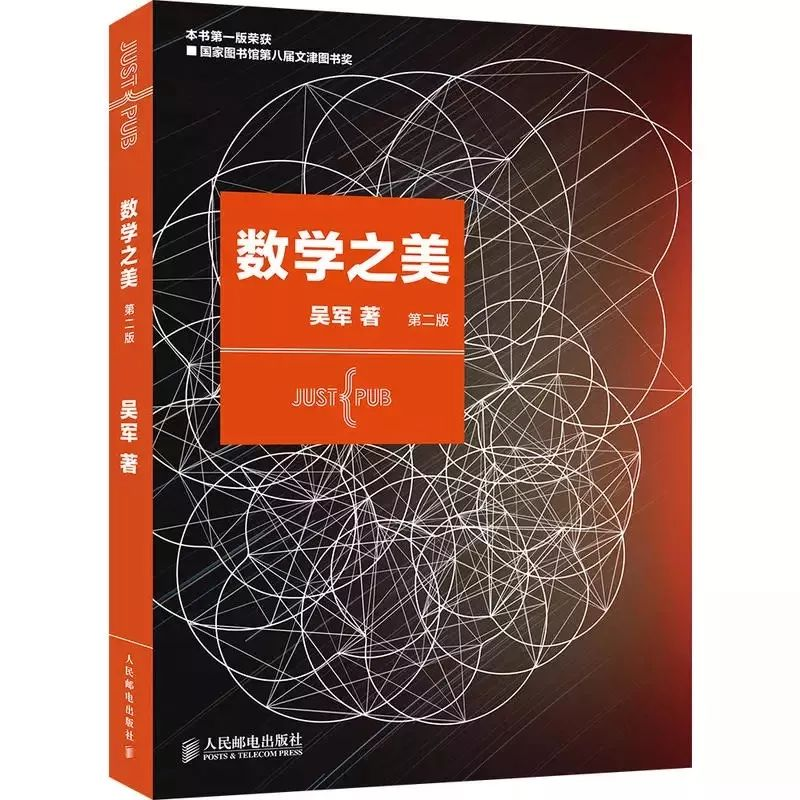 JUST PUB
数学之美
第二版
吴军 著
人民邮电出版社
本书第一版荣获
国家图书馆第八届文津图书奖
数学之美
吴军 著 第二版
JUST PUB
人民邮电出版社
POSTS & TELECOM PRESS